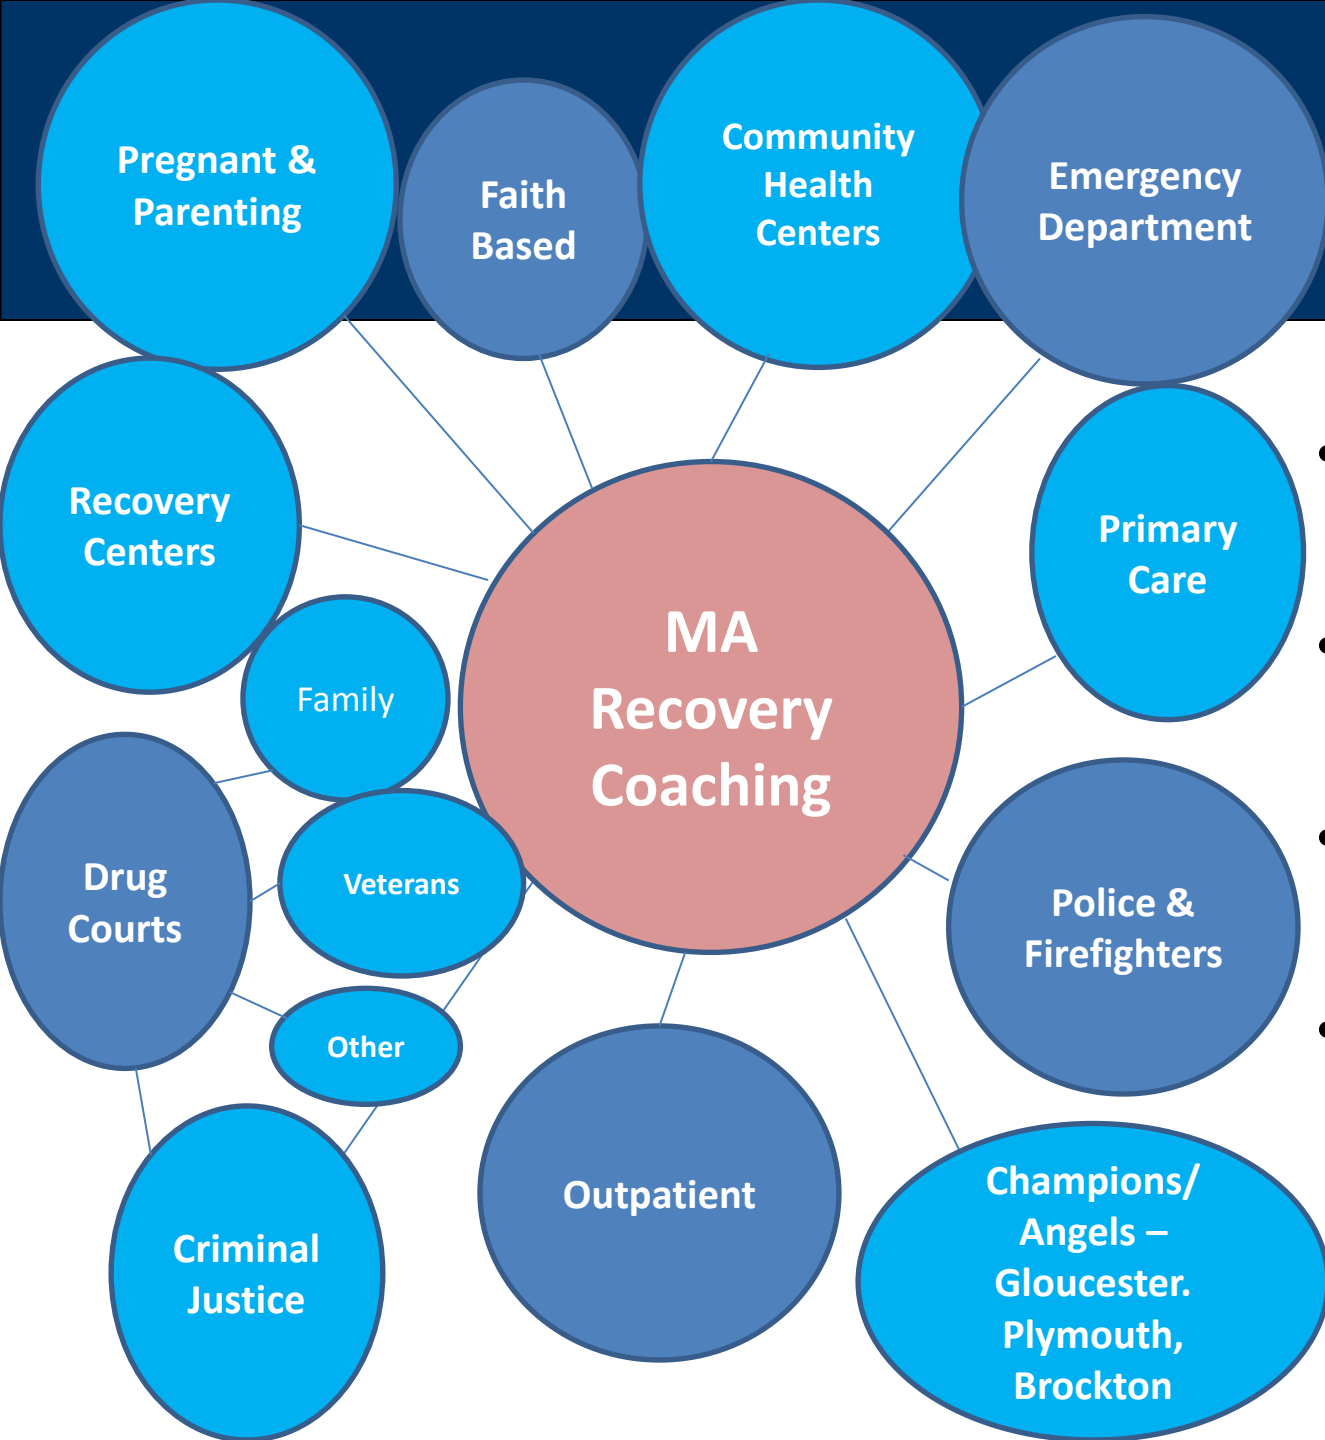 Pregnant &
Parenting
Faith
Based
Community
Health
Centers
Emergency
Department
Recovery
Centers
Primary
Care
MA
Recovery
Coaching
Family
Drug
Courts
Veterans
Police &
Firefighters
Other
Outpatient
Criminal
Justice
Champions/
Angels –
Gloucester.
Plymouth,
Brockton